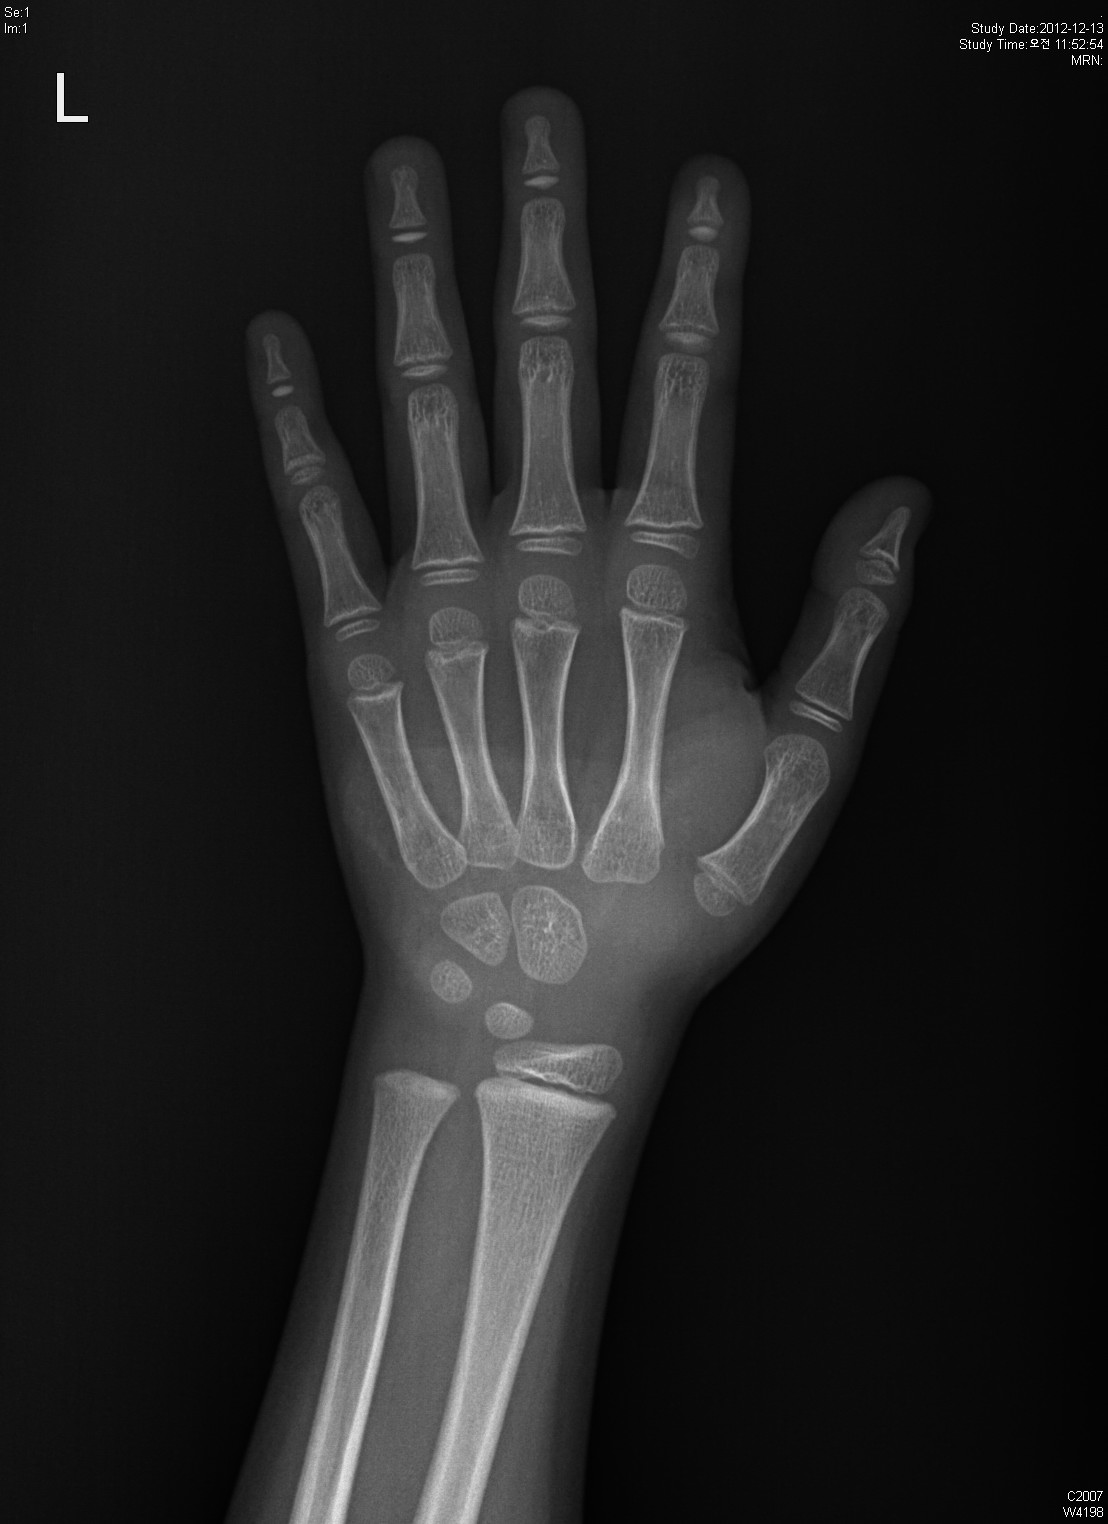 Se:1
Im:1
.
Study Date:2012-12-13
Study Time:오전 11:52:54
MRN:
L
C2007
W4198